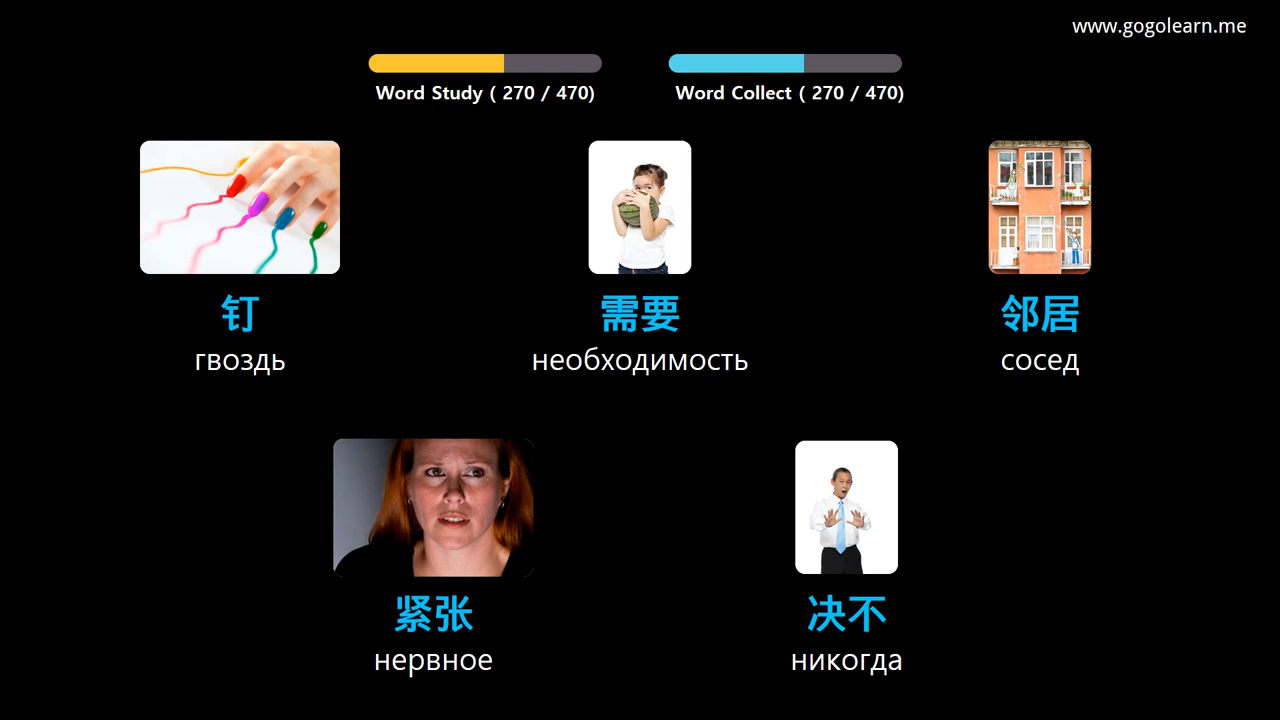 www.gogolearn.me
Word Study ( 270 / 470)
Word Collect ( 270 / 470)
钉
гвоздь
需要
необходимость
邻居
сосед
紧张
нервное
决不
никогда